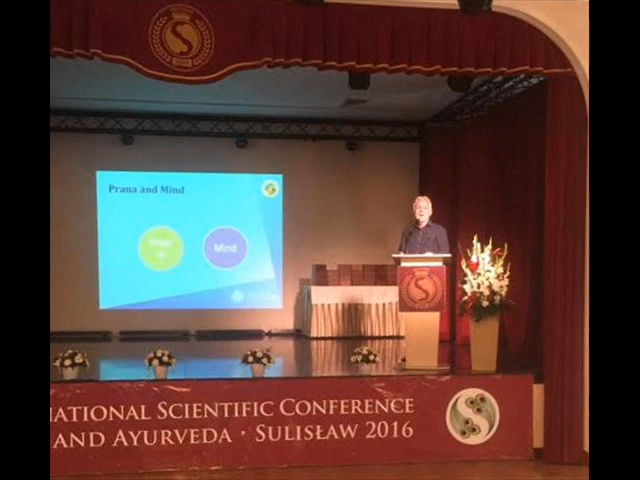 S
Prana and Mind
Mind
S
NATIONAL SCIENTIFIC CONFERENCE
AND AYURVEDA · SULISŁAW 2016